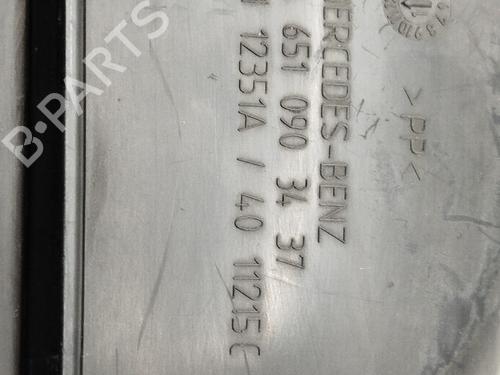 MERCEDES-BENZ
651 090 34 37
12351A / 40 11215
>PP<
B-PARTS